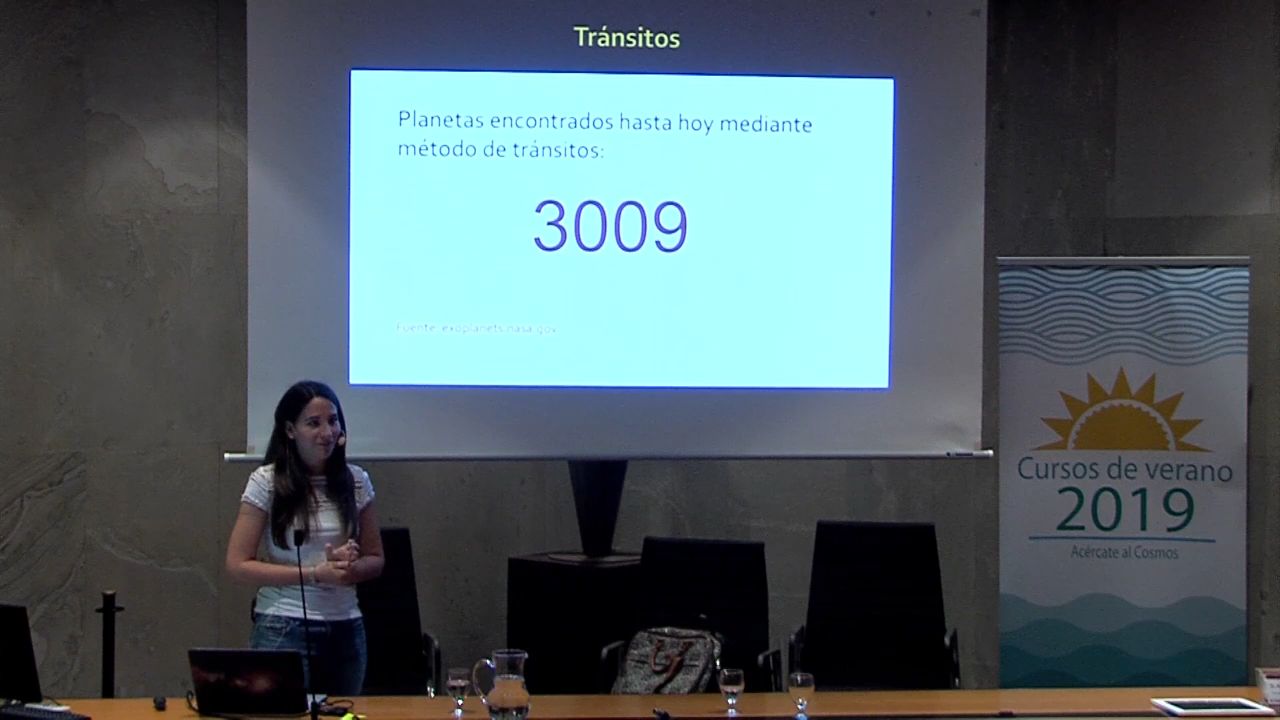 Tránsitos
Planetas encontrados hasta hoy mediante
método de tránsitos:
3009
Fuente: exoplanets.nasa.gov
Cursos de verano
2019
Acércate al Cosmos